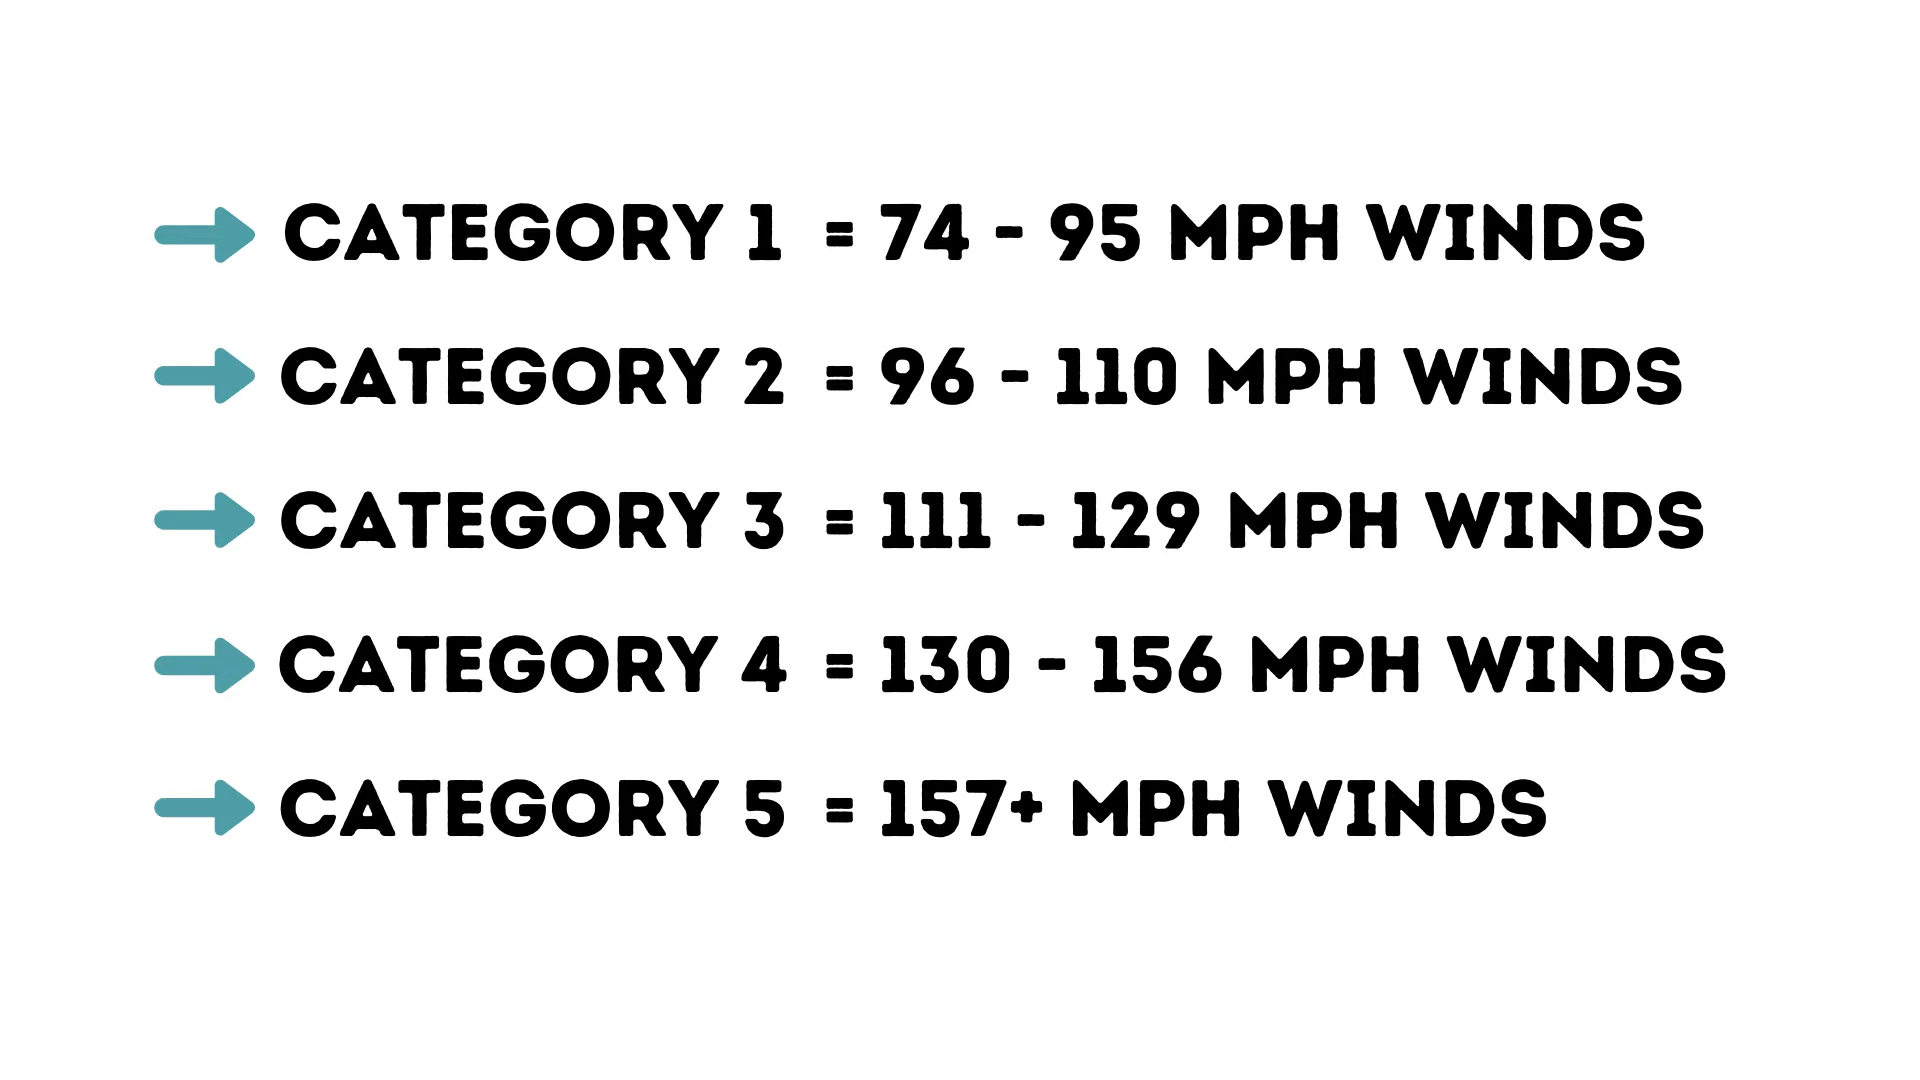 CATEGORY 1 = 74 - 95 MPH WINDS
CATEGORY 2 = 96 - 110 MPH WINDS
CATEGORY 3 = 111 - 129 MPH WINDS
CATEGORY 4 = 130 - 156 MPH WINDS
CATEGORY 5 = 157+ MPH WINDS